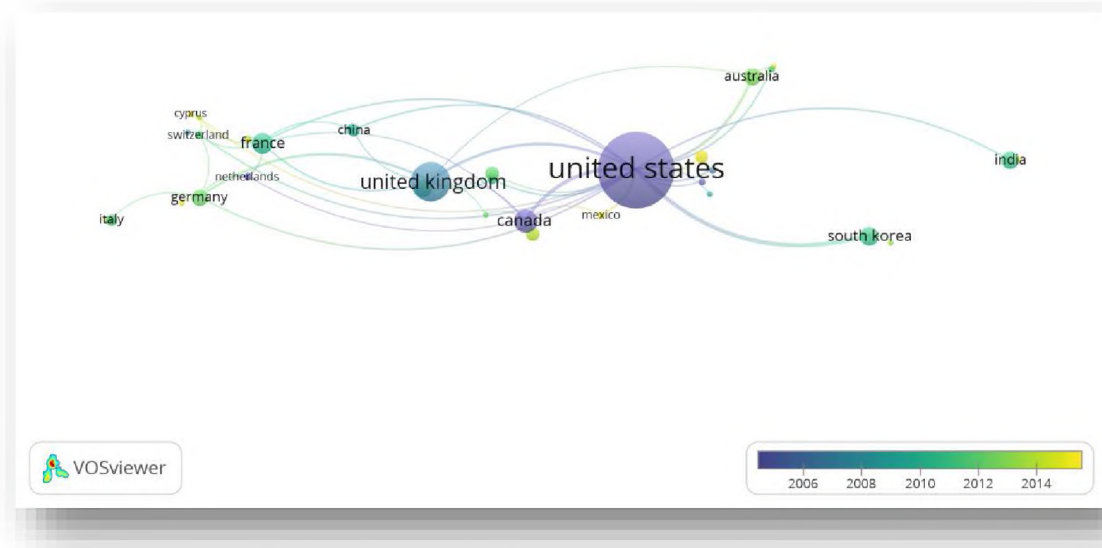 australia
cyprus
china
switzerland
france
india
united states
netherlands
united kingdom
germany
italy
canada
mexico
south korea
VOSviewer
2006 2008 2010 2012 2014